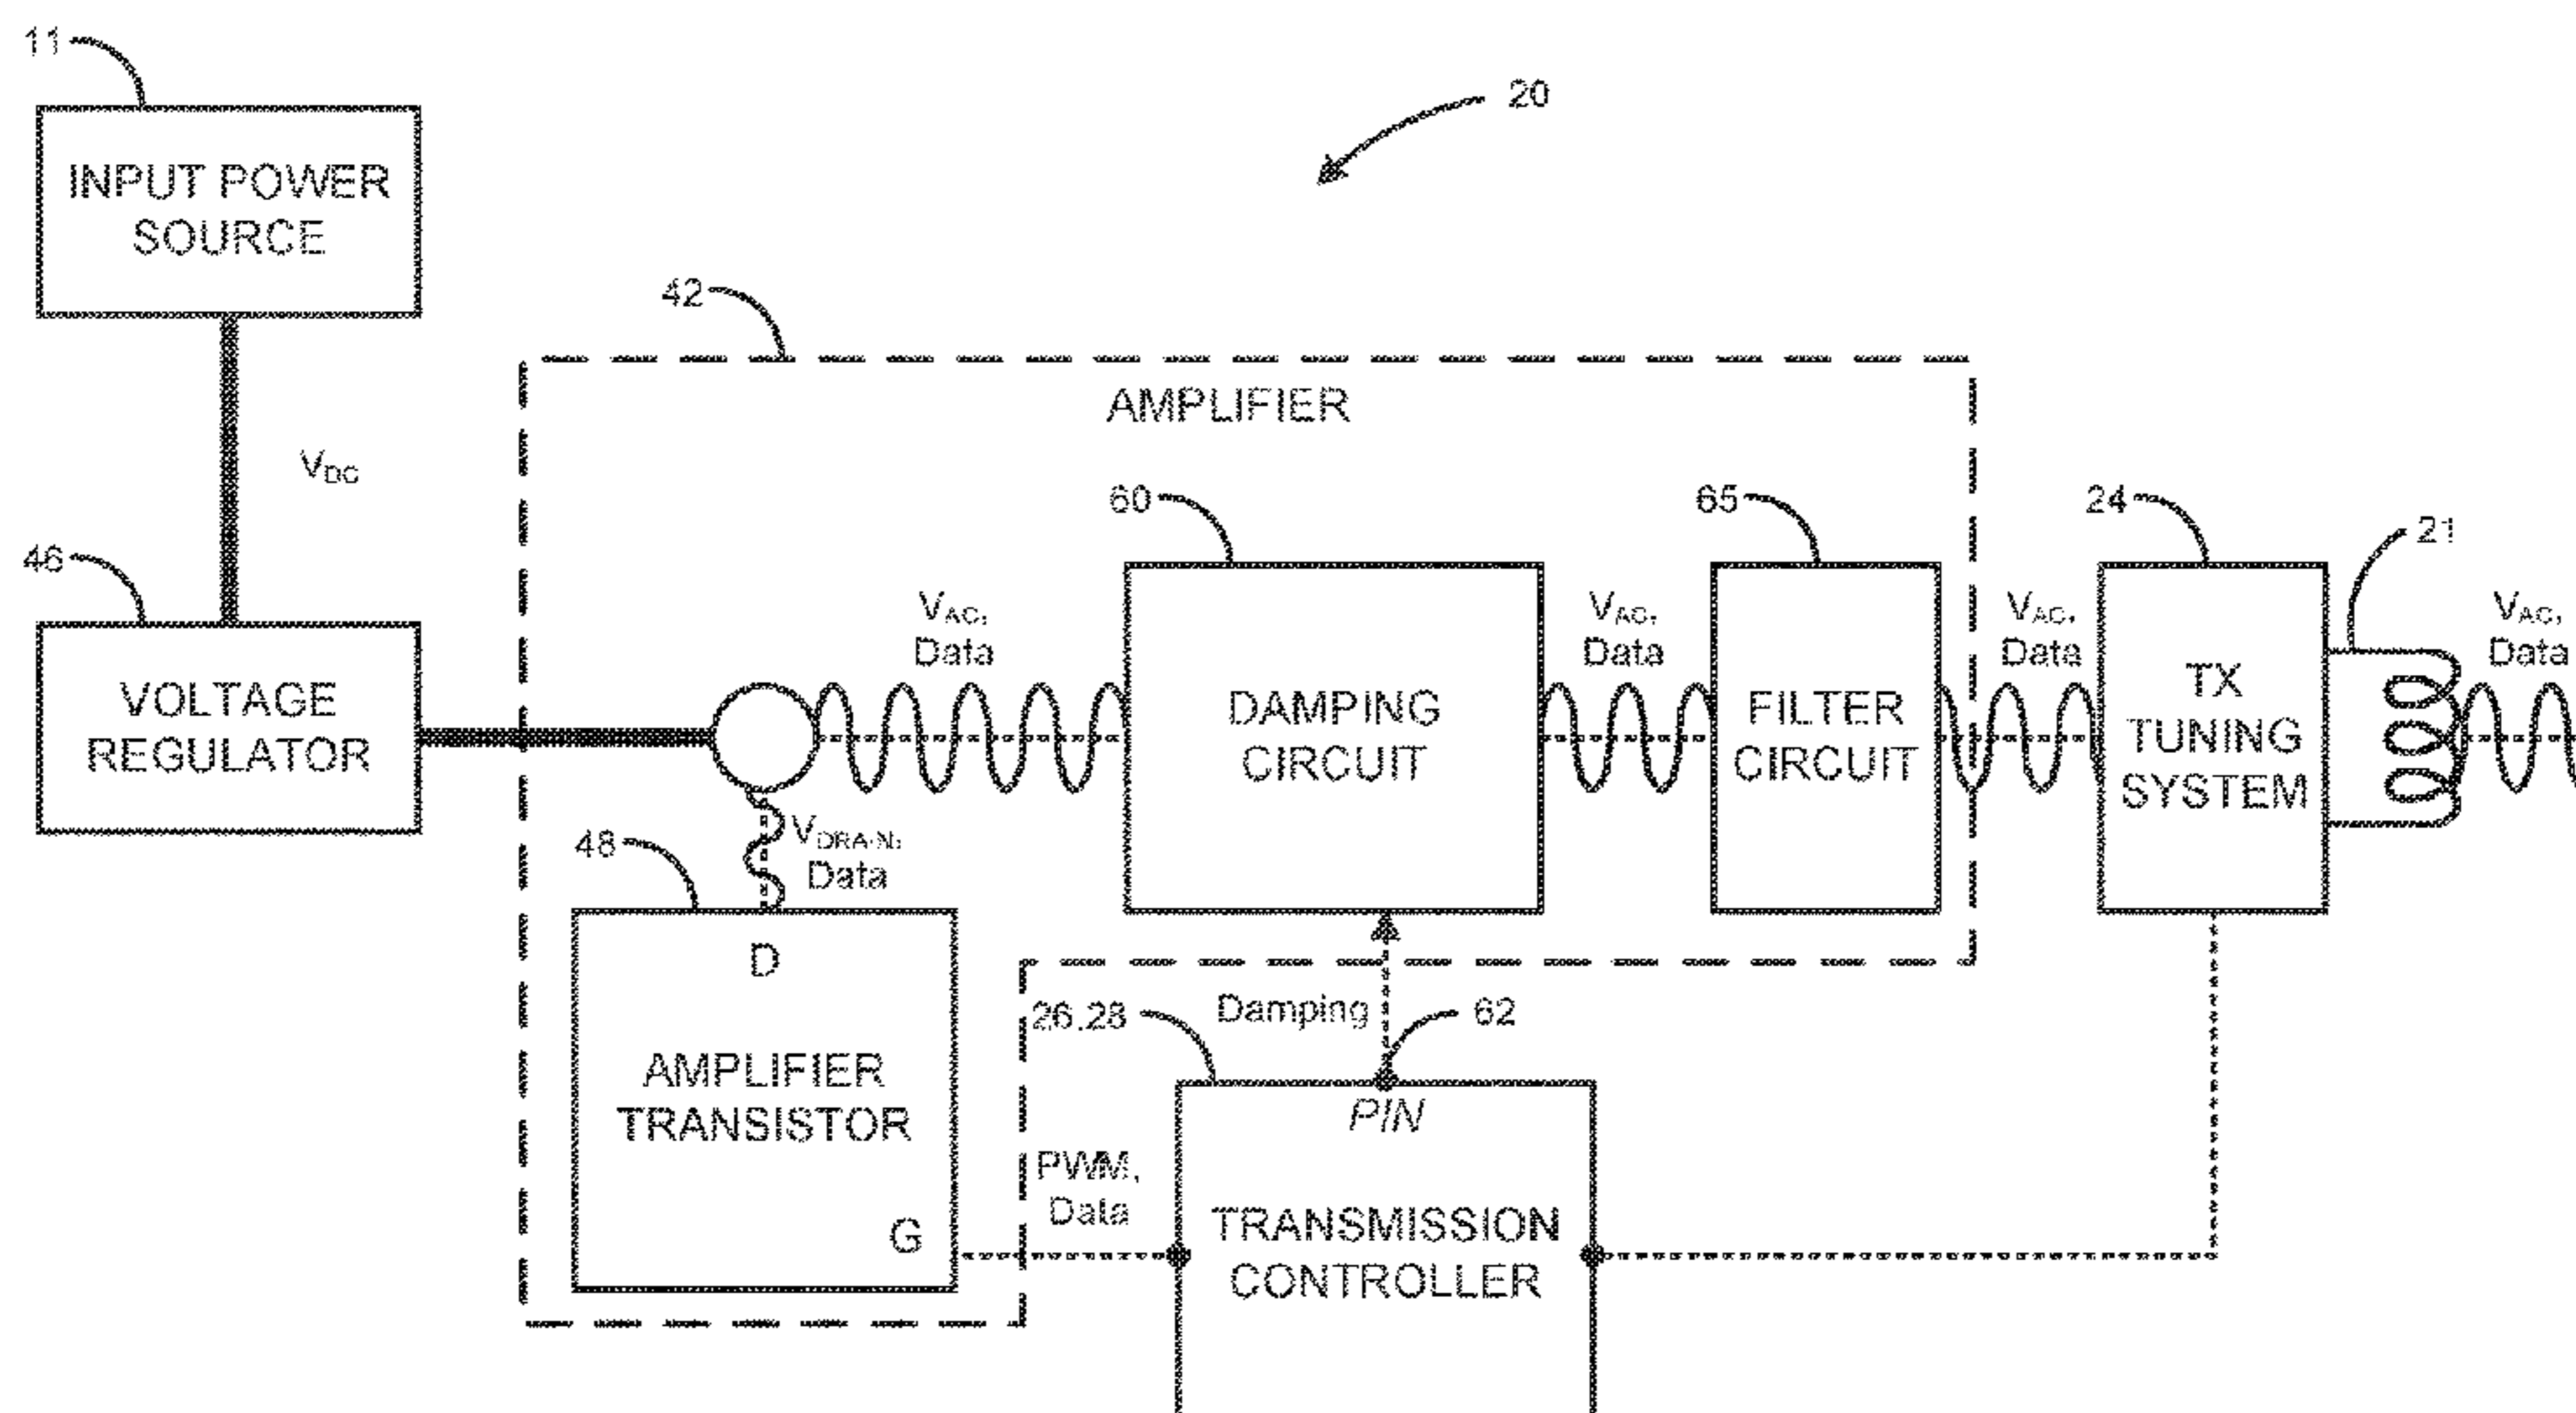 11
20
INPUT POWER
SOURCE
42
AMPLIFIER
VDC
46
60
65
24
21
VOLTAGE
REGULATOR
VAC,
Data
DAMPING
CIRCUIT
VAC,
Data
FILTER
CIRCUIT
VAC,
Data
TX
TUNING
SYSTEM
VAC,
Data
48
Data
D
AMPLIFIER
TRANSISTOR
G
26,28
Damping
62
PIN
PWM,
Data
TRANSMISSION
CONTROLLER